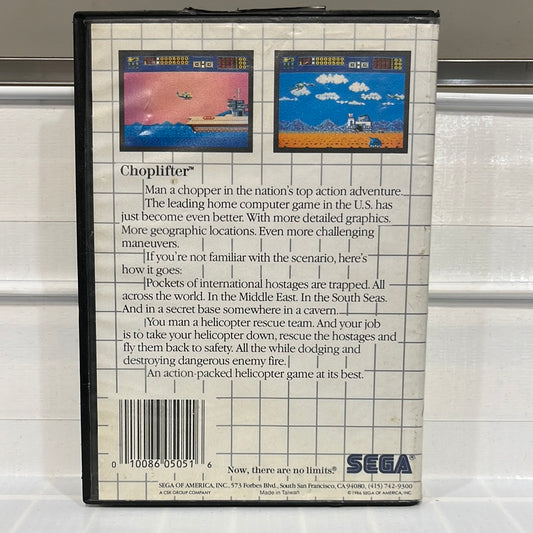 Choplifter™
Man a chopper in the nation's top action adventure.
The leading home computer game in the U.S. has
just become even better. With more detailed graphics.
More geographic locations. Even more challenging
maneuvers.
If you're not familiar with the scenario, here's
how it goes:
Pockets of international hostages are trapped. All
across the world. In the Middle East. In the South Seas.
And in a secret base somewhere in a cavern.
You man a helicopter rescue team. And your job
is to take your helicopter down, rescue the hostages and
fly them back to safety. All the while dodging and
destroying dangerous enemy fire.
An action-packed helicopter game at its best.
0 10086 05051 6
Now, there are no limits.® SEGA®
SEGA OF AMERICA, INC., 573 Forbes Blvd., South San Francisco, CA 94080, (415) 742-9300
A CSK GROUP COMPANY Made in Taiwan ©1986 SEGA OF AMERICA, INC.